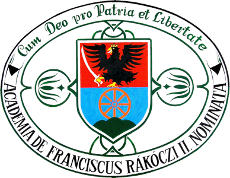 Cum Deo pro Patria et Libertate
ACADEMIA DE FRANCISCUS RAKOCZI II. NOMINATA